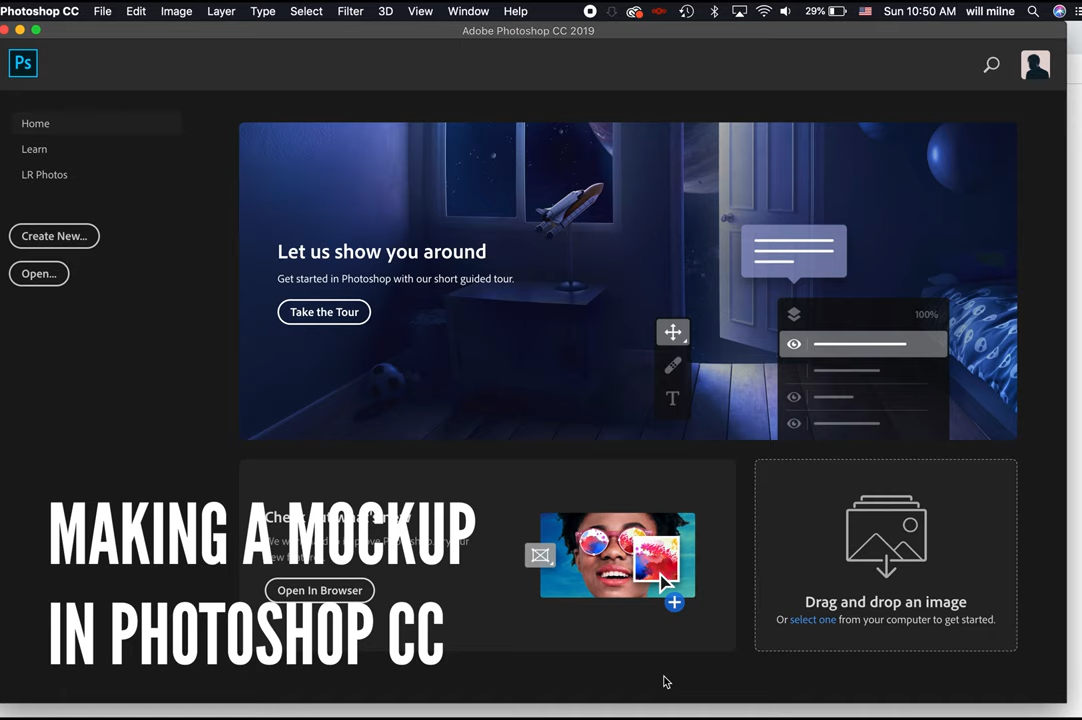 Photoshop CC File Edit Image Layer Type Select Filter 3D View Window Help 29% Sun 10:50 AM will milne
Adobe Photoshop CC 2019
Ps
Home
Learn
LR Photos
Create New...
Open...
Let us show you around
Get started in Photoshop with our short guided tour.
Take the Tour
100%
T
MAKING A MOCKUP
IN PHOTOSHOP CC
Open In Browser
Drag and drop an image
Or select one from your computer to get started.